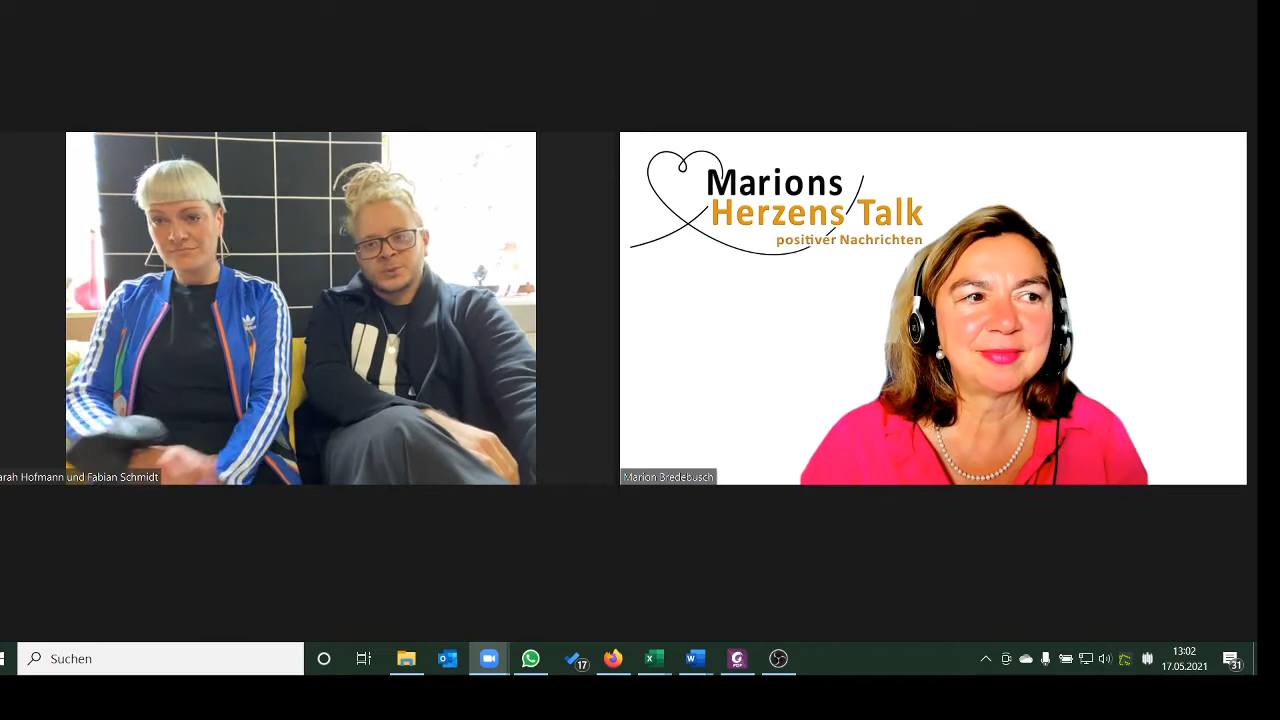 Marions
Herzens Talk
positiver Nachrichten
arah Hofmann und Fabian Schmidt
Marion Bredebusch
Suchen
17
PDF
13:02
17.05.2021
31